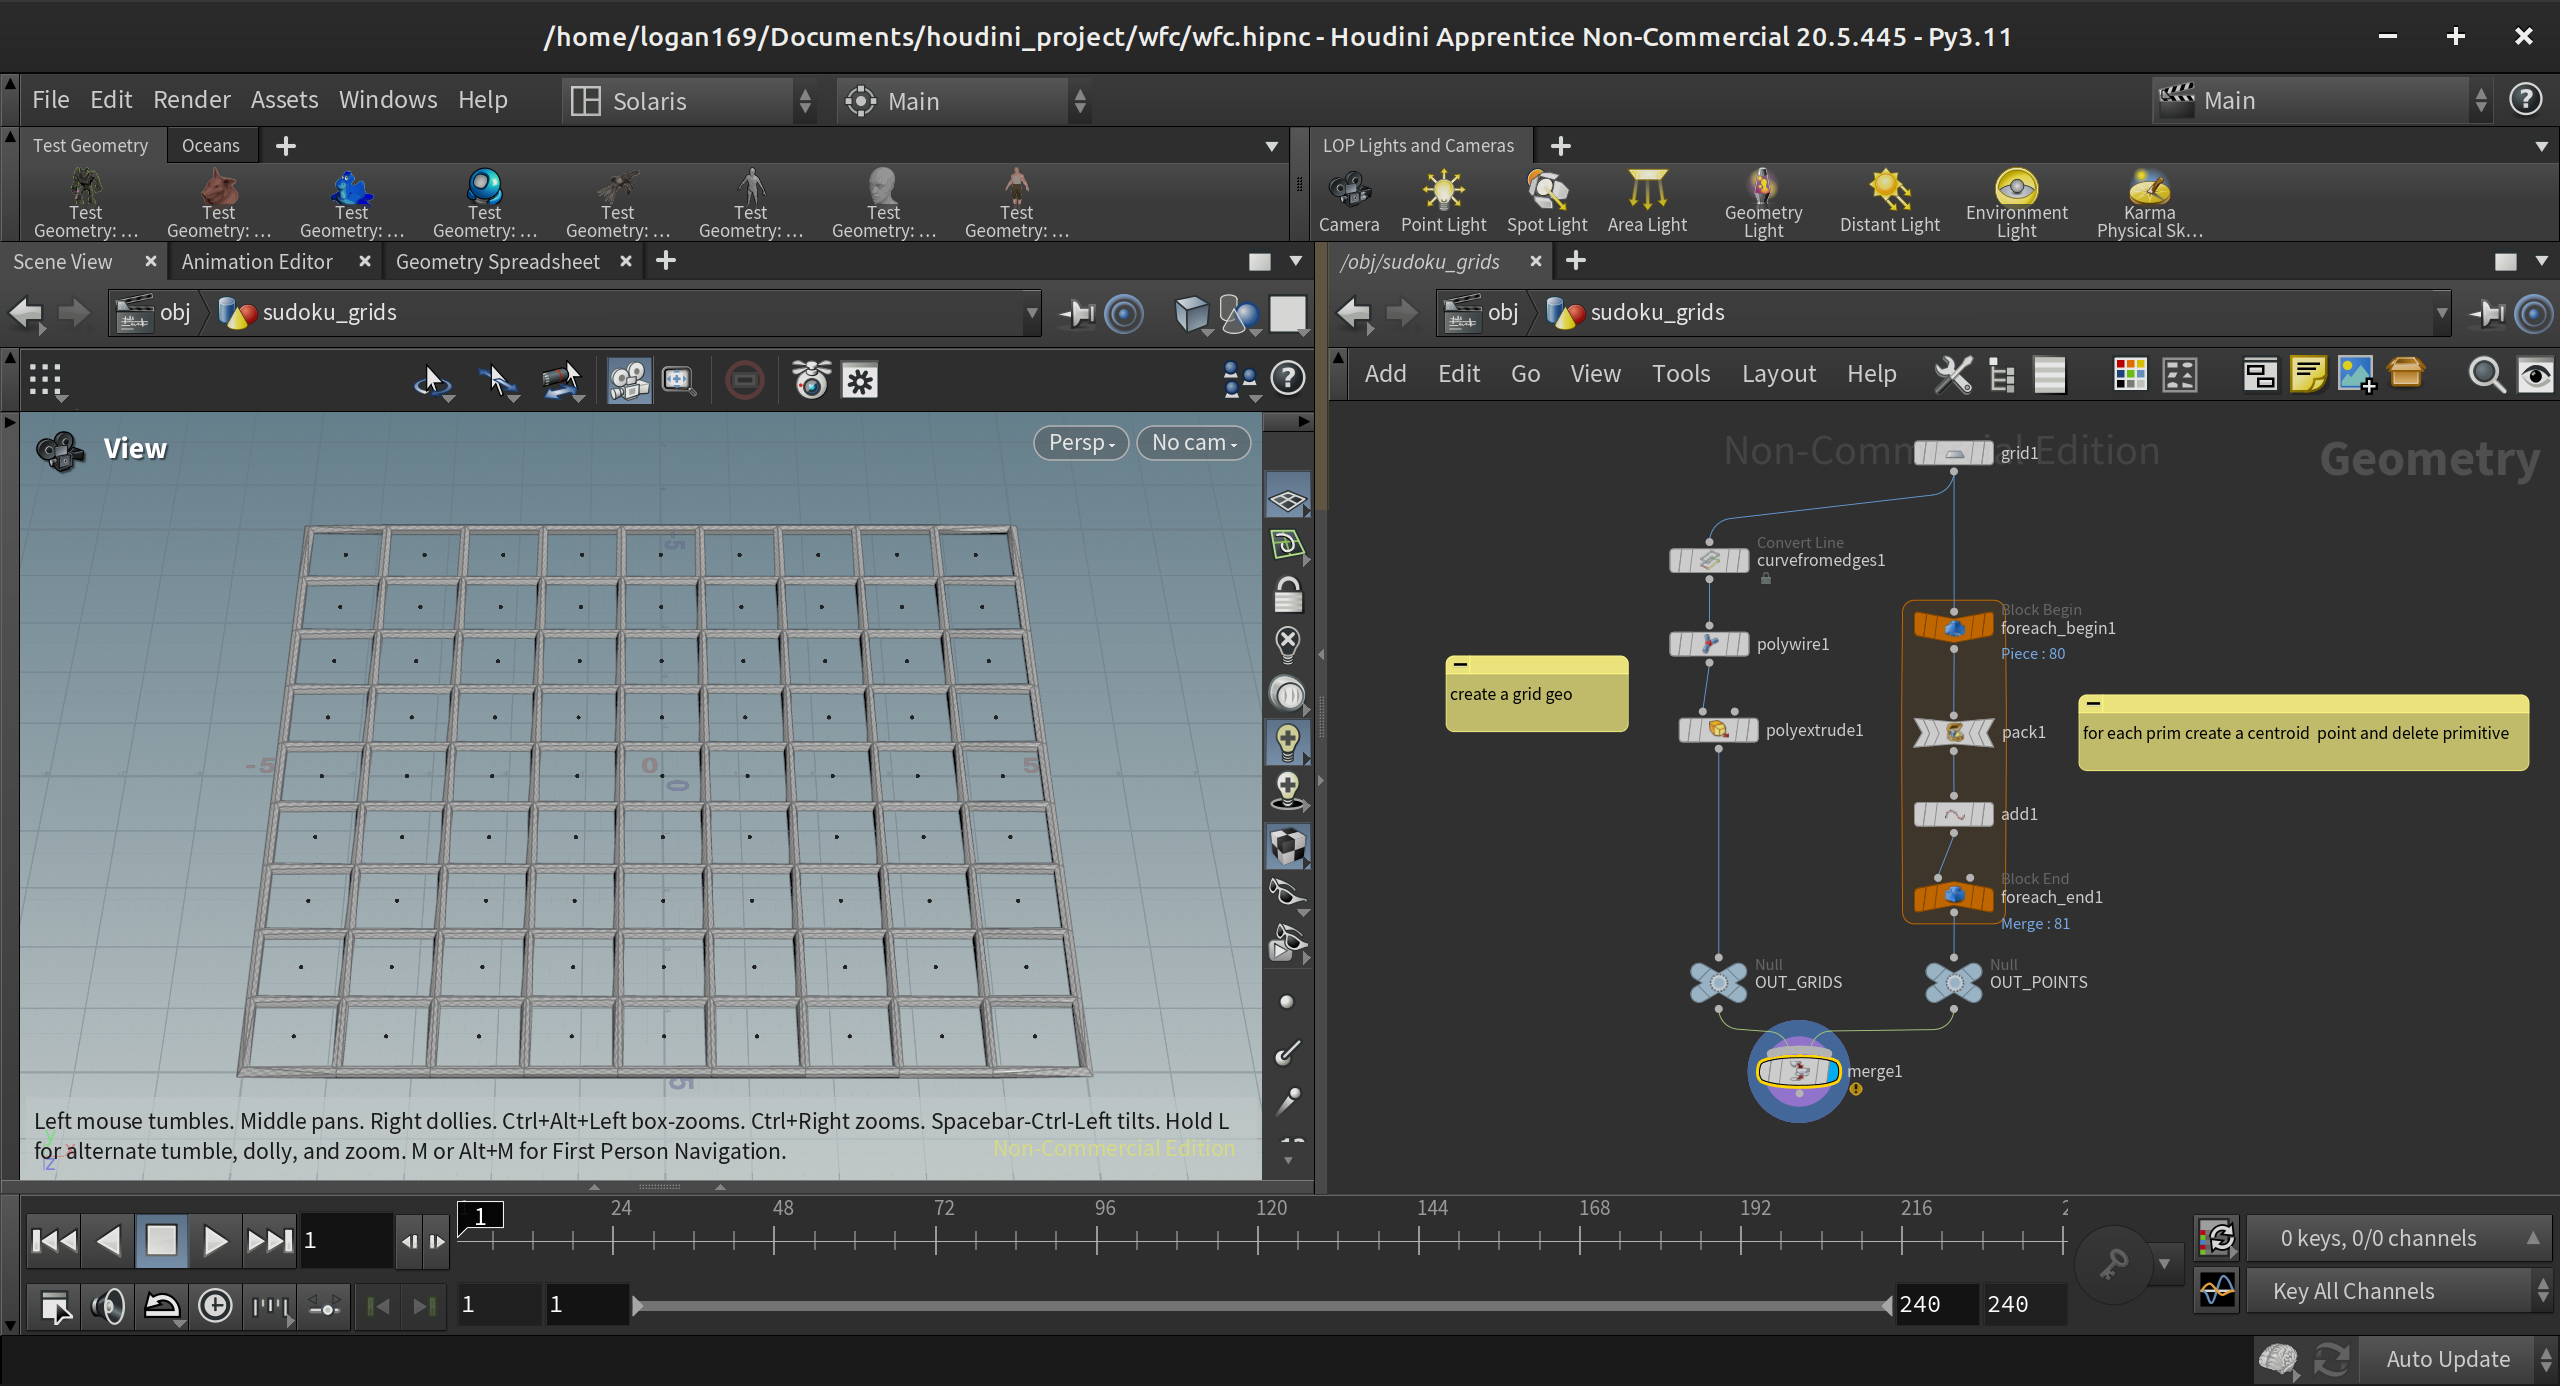 /home/logan169/Documents/houdini_project/wfc/wfc.hipnc - Houdini Apprentice Non-Commercial 20.5.445 - Py3.11
File Edit Render Assets Windows Help Solaris Main Main
Test Geometry Oceans
LOP Lights and Cameras
Test Geometry: ...
Test Geometry: ...
Test Geometry: ...
Test Geometry: ...
Test Geometry: ...
Test Geometry: ...
Test Geometry: ...
Test Geometry: ...
Camera
Point Light
Spot Light
Area Light
Geometry Light
Distant Light
Environment Light
Karma Physical Sk...
Scene View Animation Editor Geometry Spreadsheet
/obj/sudoku_grids
obj sudoku_grids
obj sudoku_grids
Add Edit Go View Tools Layout Help
View
Persp
No cam
-5
0
5
0
5
5
Left mouse tumbles. Middle pans. Right dollies. Ctrl+Alt+Left box-zooms. Ctrl+Right zooms. Spacebar-Ctrl-Left tilts. Hold L
for alternate tumble, dolly, and zoom. M or Alt+M for First Person Navigation.
Non-Commercial Edition
y
x
z
Non-Commercial Edition
Geometry
grid1
Convert Line
curvefromedges1
polywire1
polyextrude1
create a grid geo
Block Begin
foreach_begin1
Piece : 80
pack1
for each prim create a centroid point and delete primitive
add1
Block End
foreach_end1
Merge : 81
Null
OUT_GRIDS
Null
OUT_POINTS
merge1
1
1
24 48 72 96 120 144 168 192 216
0 keys, 0/0 channels
1
1
240
240
Key All Channels
Auto Update